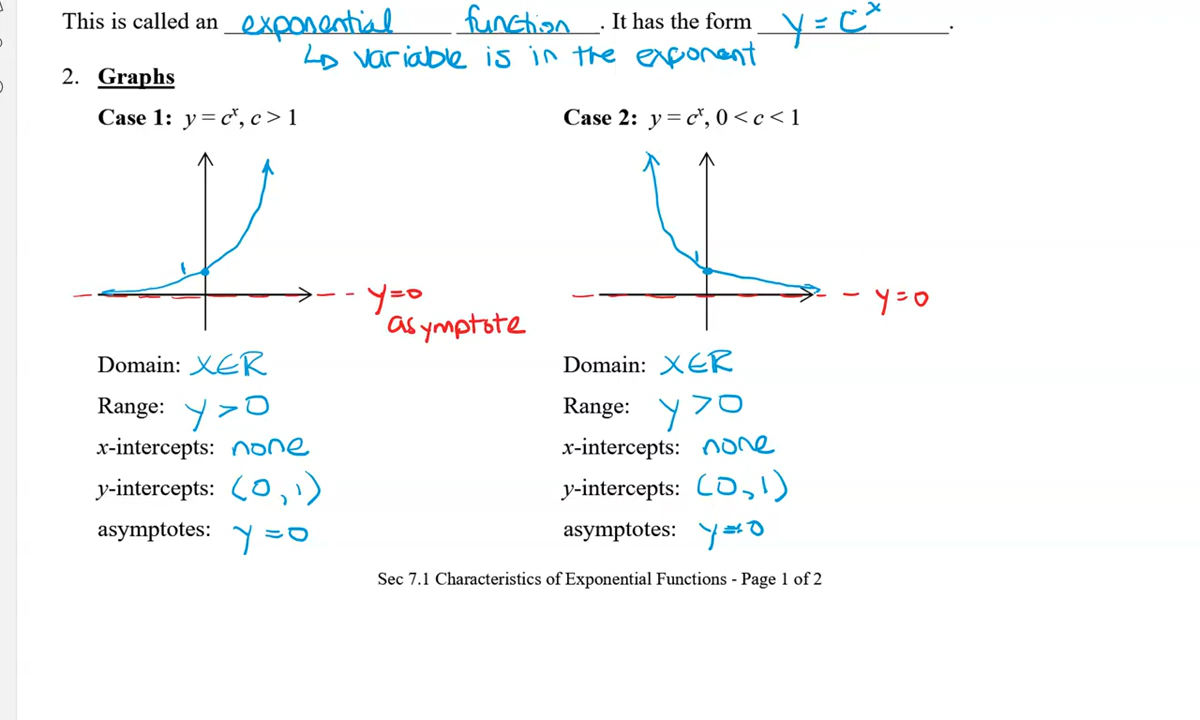 This is called an exponential function. It has the form y = c^x.
↳ variable is in the exponent
2. Graphs
Case 1: y = c^x, c > 1
Case 2: y = c^x, 0 < c < 1
1
1
y=0
asymptote
y=0
Domain: X∈R
Domain: X∈R
Range: y > 0
Range: y > 0
x-intercepts: none
x-intercepts: none
y-intercepts: (0, 1)
y-intercepts: (0, 1)
asymptotes: y = 0
asymptotes: y = 0
Sec 7.1 Characteristics of Exponential Functions - Page 1 of 2